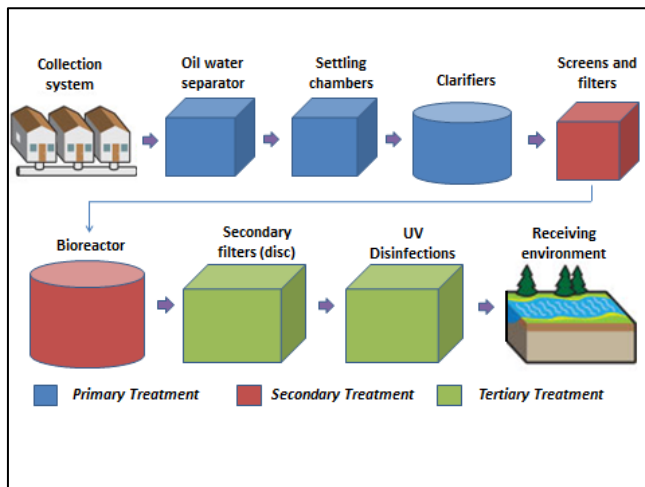 Collection
system
Oil water
separator
Settling
chambers
Clarifiers
Screens and
filters
Bioreactor
Secondary
filters (disc)
UV
Disinfections
Receiving
environment
Primary Treatment
Secondary Treatment
Tertiary Treatment